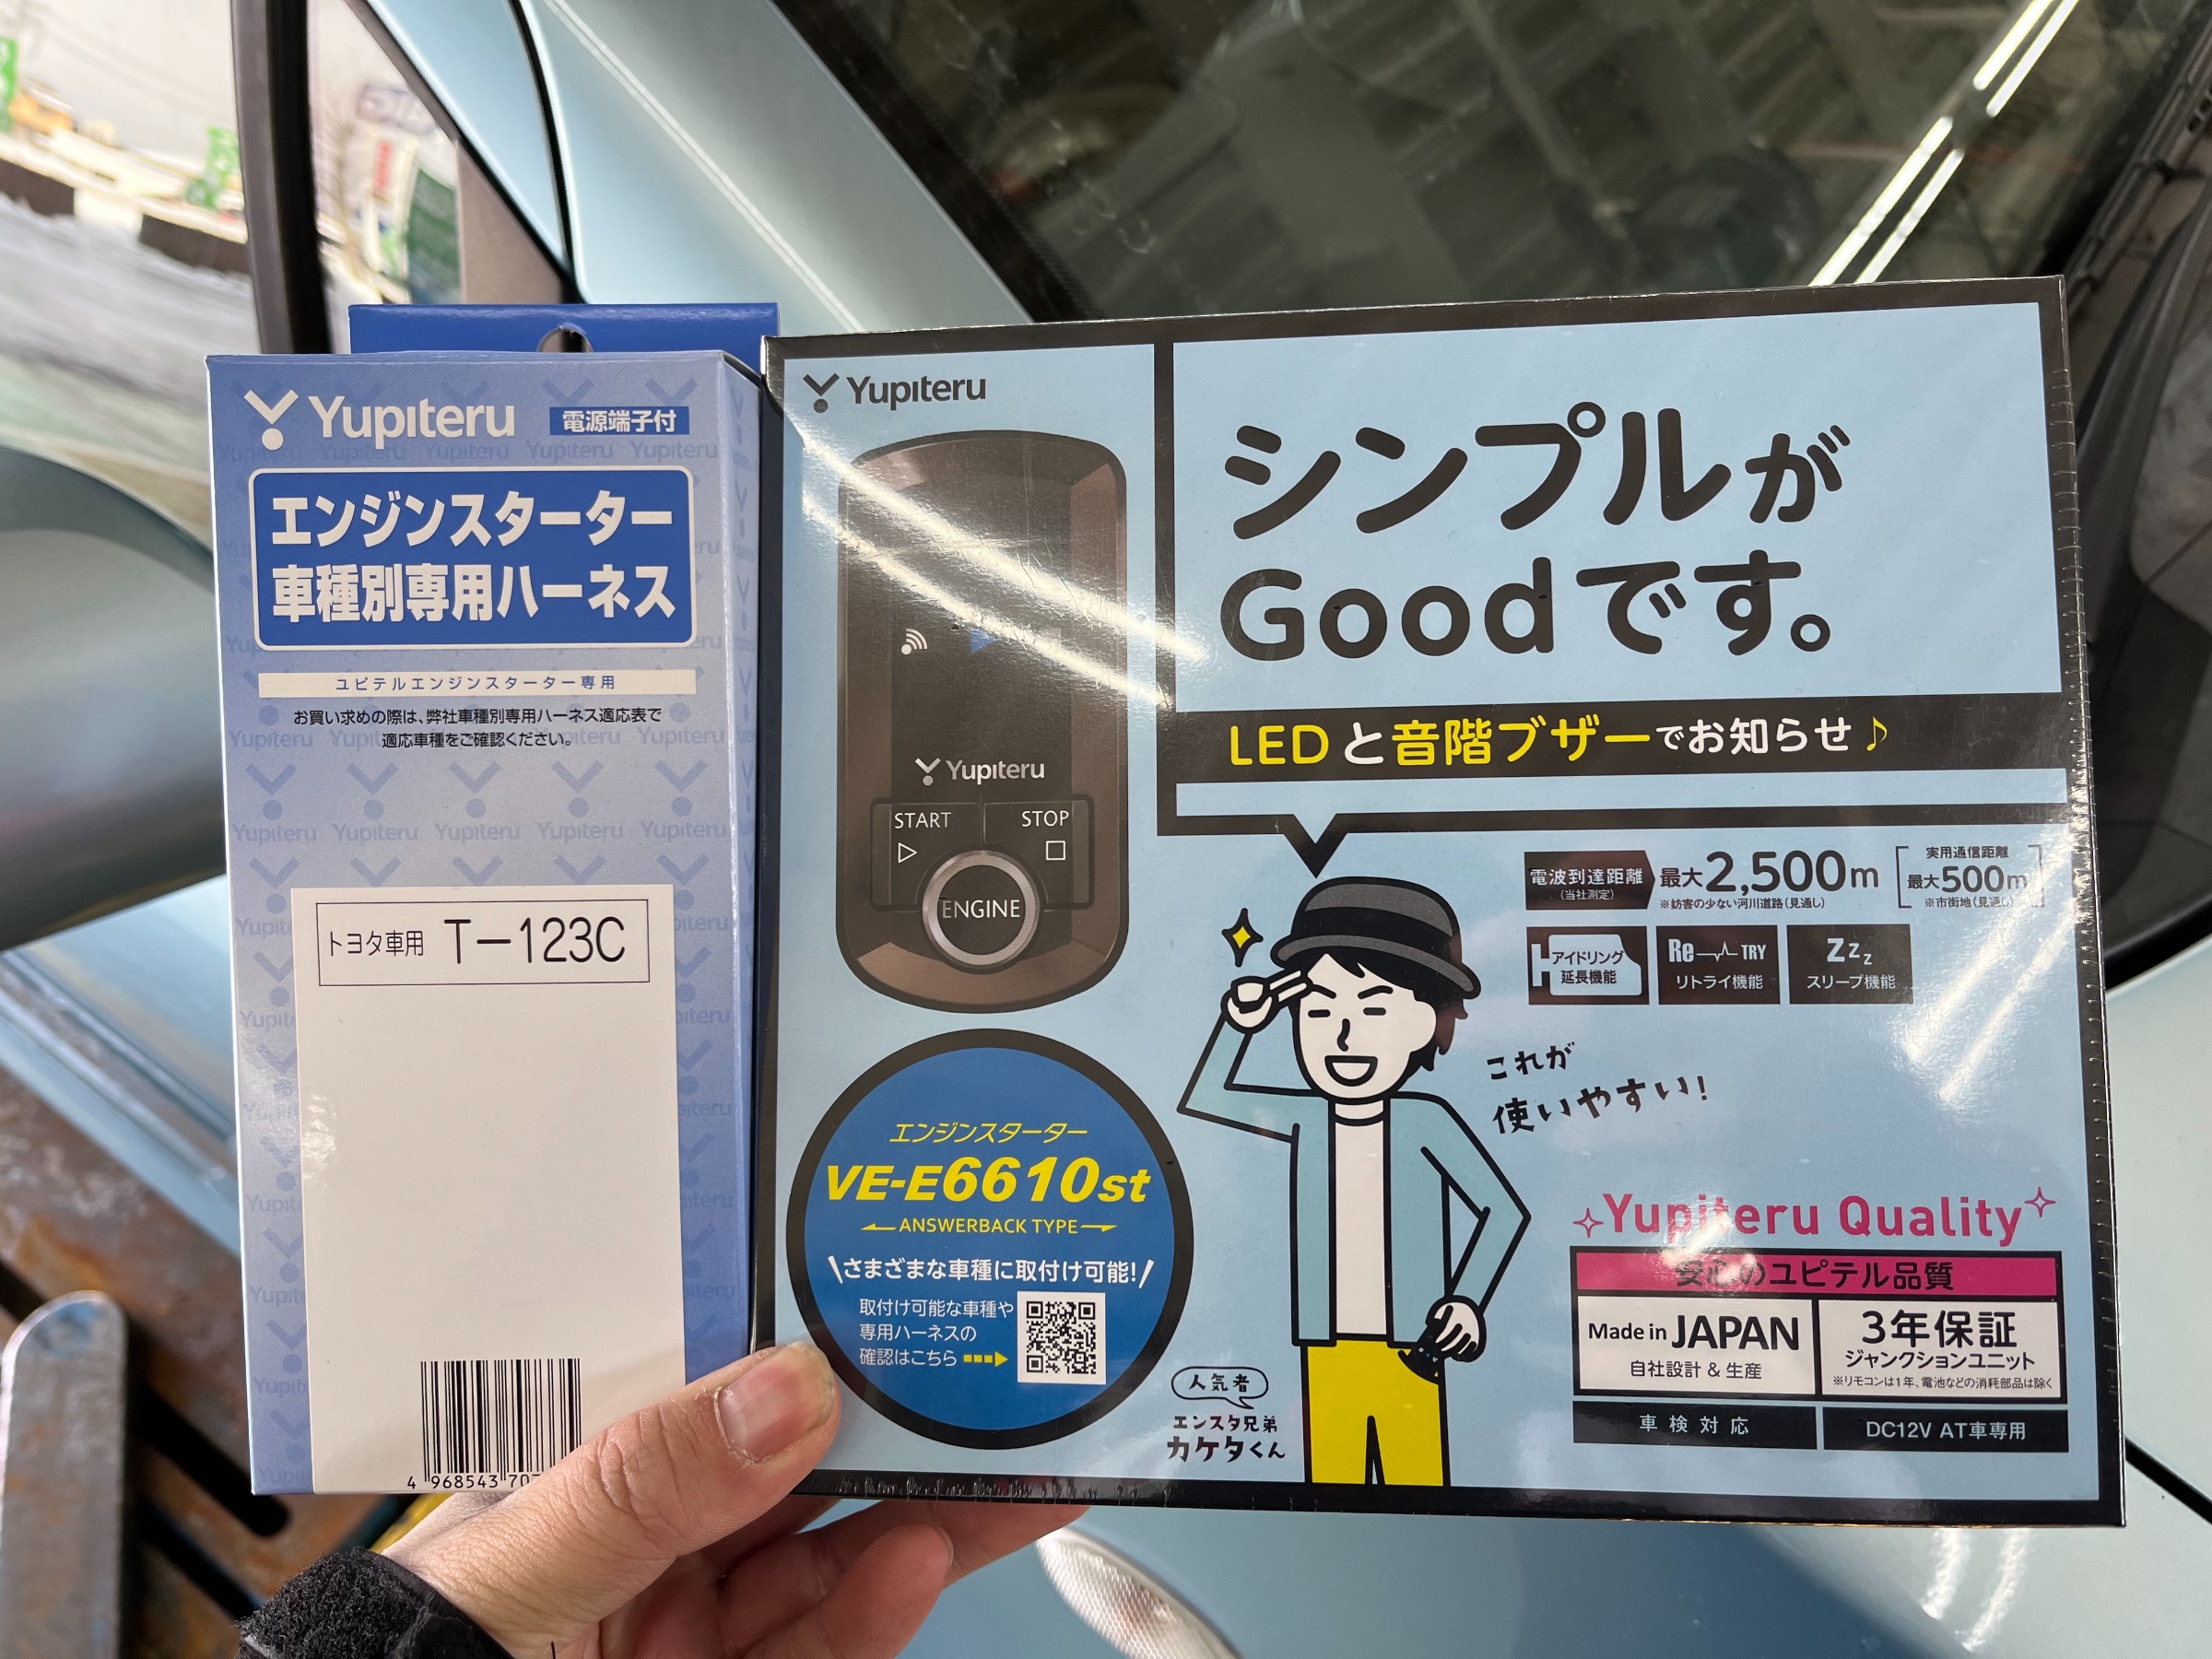 Yupiteru
電源端子付
エンジンスターター
車種別専用ハーネス
ユピテルエンジンスターター専用
お買い求めの際は、弊社車種別専用ハーネス適応表で
適応車種をご確認ください。
トヨタ車用 T-123C
4 968543 70
Yupiteru
Yupiteru
START
STOP
ENGINE
エンジンスターター
VE-E6610st
ANSWERBACK TYPE
さまざまな車種に取付け可能!
取付け可能な車種や
専用ハーネスの
確認はこちら
シンプルが
Goodです。
LEDと音階ブザーでお知らせ♪
電波到達距離
(当社測定)
最大2,500m
※妨害の少ない河川道路(見通し)
実用通信距離
最大500m
※市街地(見通し)
アイドリング
延長機能
Re TRY
リトライ機能
Zzz
スリープ機能
これが
使いやすい!
人気者
エンスタ兄弟
カケタくん
Yupiteru Quality
安心のユピテル品質
Made in JAPAN
自社設計&生産
3年保証
ジャンクションユニット
※リモコンは1年、電池などの消耗部品は除く
車検対応
DC12V AT車専用